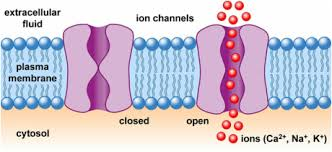 extracellular
fluid
ion channels
plasma
membrane
cytosol
closed
open
ions (Ca²⁺, Na⁺, K⁺)